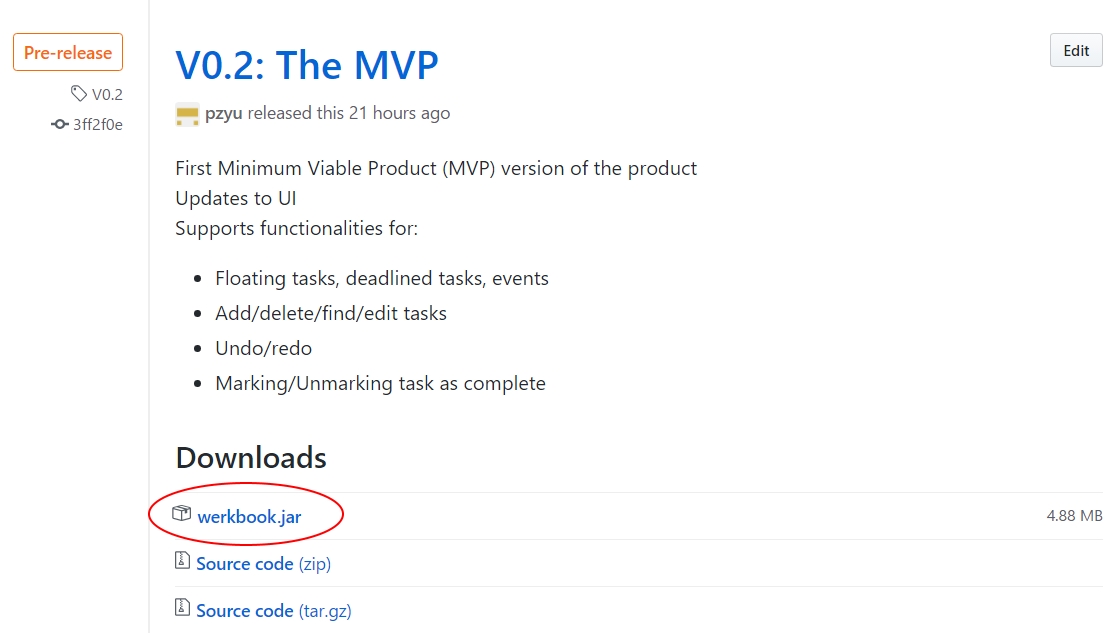 Pre-release
V0.2
3ff2f0e
V0.2: The MVP
Edit
pzyu released this 21 hours ago
First Minimum Viable Product (MVP) version of the product
Updates to UI
Supports functionalities for:
Floating tasks, deadlined tasks, events
Add/delete/find/edit tasks
Undo/redo
Marking/Unmarking task as complete
Downloads
werkbook.jar 4.88 MB
Source code (zip)
Source code (tar.gz)